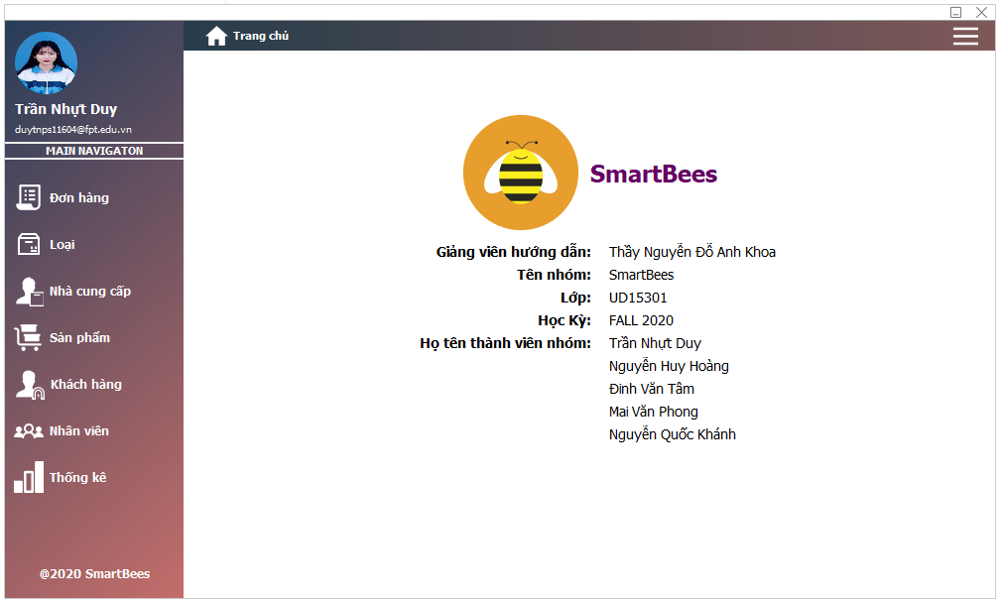 Trang chủ
Trần Nhựt Duy
duytnps11604@fpt.edu.vn
MAIN NAVIGATON
Đơn hàng
Loại
Nhà cung cấp
Sản phẩm
Khách hàng
Nhân viên
Thống kê
@2020 SmartBees
SmartBees
Giảng viên hướng dẫn: Thầy Nguyễn Đỗ Anh Khoa
Tên nhóm: SmartBees
Lớp: UD15301
Học Kỳ: FALL 2020
Họ tên thành viên nhóm: Trần Nhựt Duy
Nguyễn Huy Hoàng
Đinh Văn Tâm
Mai Văn Phong
Nguyễn Quốc Khánh